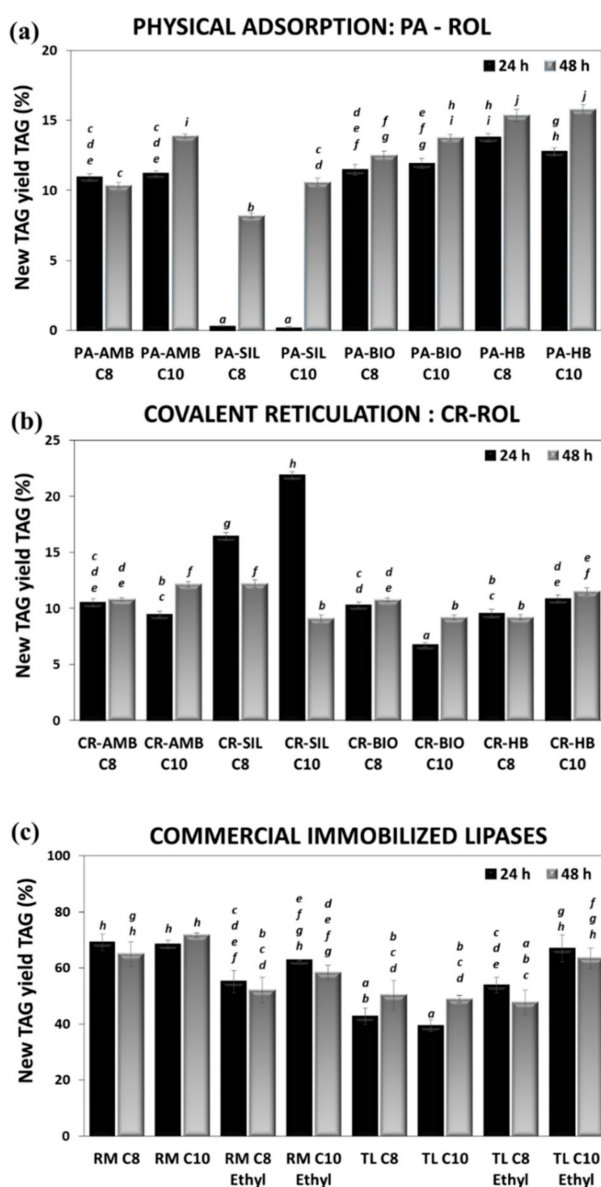 (a)
PHYSICAL ADSORPTION: PA - ROL
24 h 48 h
New TAG yield TAG (%)
20
15
10
5
0
c d e
c
c d e
i
a
b
a
c d
d e f
f g
e f g
h i
h i
j
g h
j
PA-AMB PA-AMB PA-SIL PA-SIL PA-BIO PA-BIO PA-HB PA-HB
C8 C10 C8 C10 C8 C10 C8 C10
(b)
COVALENT RETICULATION : CR-ROL
24 h 48 h
New TAG yield TAG (%)
25
20
15
10
5
0
c d e
d e
b c
f
g
f
h
b
c d
d e
a
b
b c
b
d e
e f
CR-AMB CR-AMB CR-SIL CR-SIL CR-BIO CR-BIO CR-HB CR-HB
C8 C10 C8 C10 C8 C10 C8 C10
(c)
COMMERCIAL IMMOBILIZED LIPASES
24 h 48 h
New TAG yield TAG (%)
100
80
60
40
20
0
h
g h
h
h
c d e f
b c d
e f g h
d e f g
a b
b c d
a
b c d
c d e
a b c
g h
f g h
RM C8 RM C10 RM C8 RM C10 TL C8 TL C10 TL C8 TL C10
Ethyl Ethyl Ethyl Ethyl